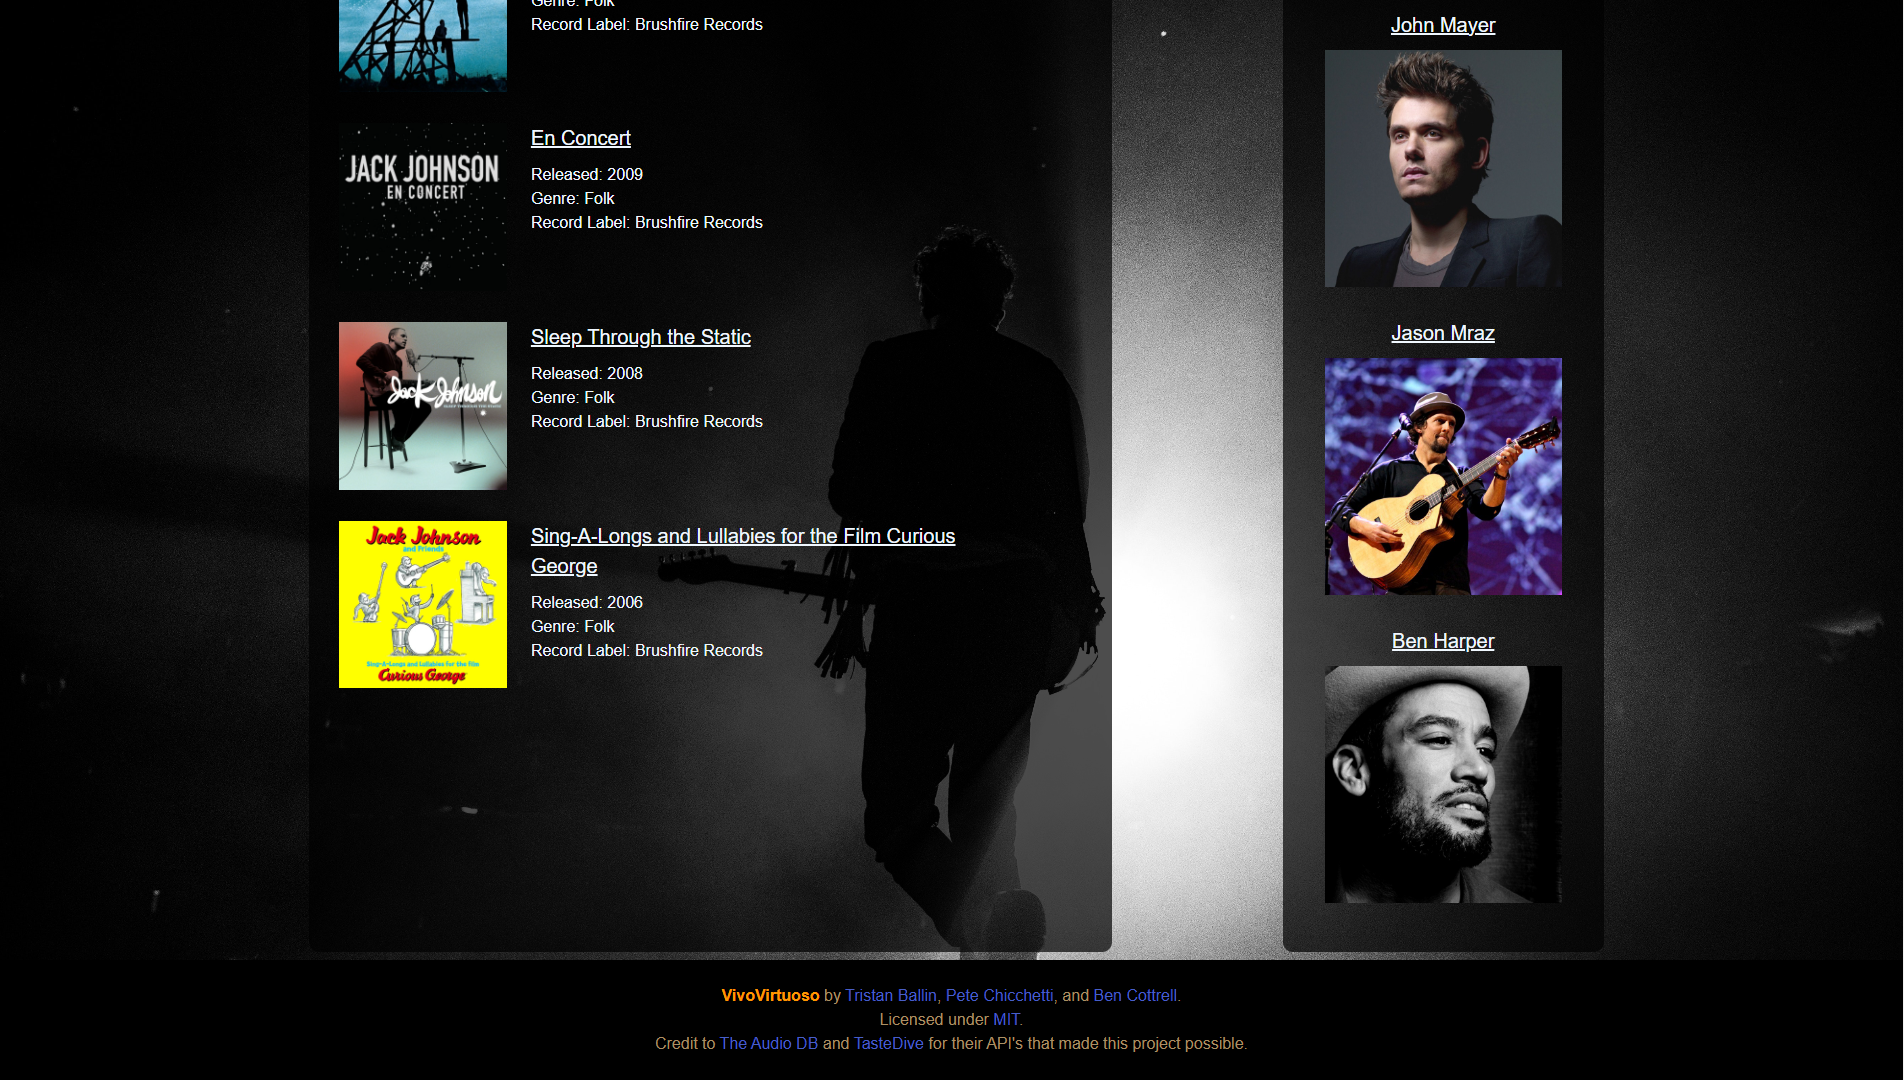 Genre: Folk
Record Label: Brushfire Records
JACK JOHNSON
EN CONCERT
En Concert
Released: 2009
Genre: Folk
Record Label: Brushfire Records
Jack Johnson
SLEEP THROUGH THE STATIC
Sleep Through the Static
Released: 2008
Genre: Folk
Record Label: Brushfire Records
Jack Johnson
and Friends
Sing-A-Longs and Lullabies for the film
Curious George
Sing-A-Longs and Lullabies for the Film Curious
George
Released: 2006
Genre: Folk
Record Label: Brushfire Records
John Mayer
Jason Mraz
Ben Harper
VivoVirtuoso by Tristan Ballin, Pete Chicchetti, and Ben Cottrell.
Licensed under MIT.
Credit to The Audio DB and TasteDive for their API's that made this project possible.